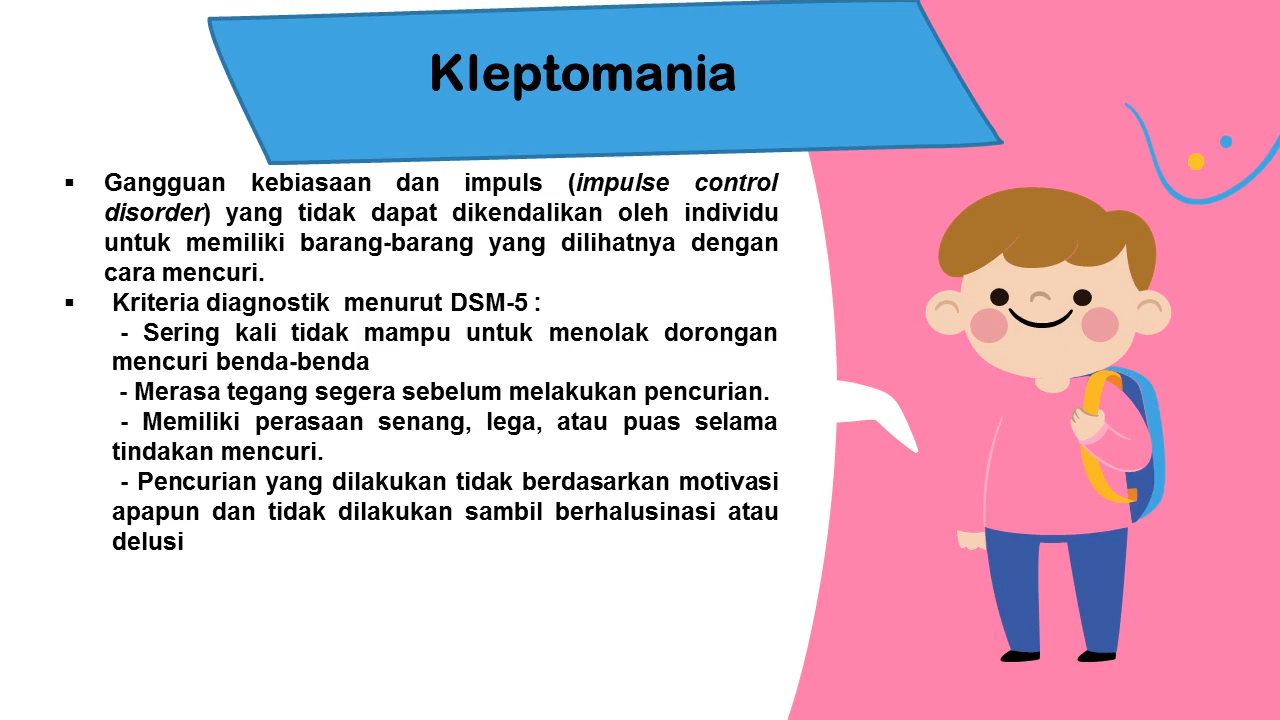 Kleptomania
▪ Gangguan kebiasaan dan impuls (impulse control
disorder) yang tidak dapat dikendalikan oleh individu
untuk memiliki barang-barang yang dilihatnya dengan
cara mencuri.
▪ Kriteria diagnostik menurut DSM-5 :
- Sering kali tidak mampu untuk menolak dorongan
mencuri benda-benda
- Merasa tegang segera sebelum melakukan pencurian.
- Memiliki perasaan senang, lega, atau puas selama
tindakan mencuri.
- Pencurian yang dilakukan tidak berdasarkan motivasi
apapun dan tidak dilakukan sambil berhalusinasi atau
delusi